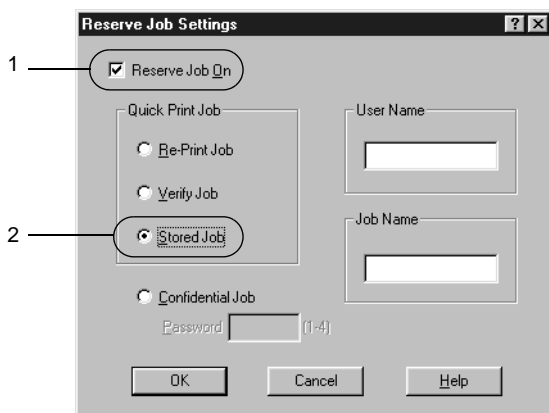 Reserve Job Settings
1
Reserve Job On
Quick Print Job
Re-Print Job
Verify Job
2
Stored Job
Confidential Job
Password (1-4)
User Name
Job Name
OK Cancel Help